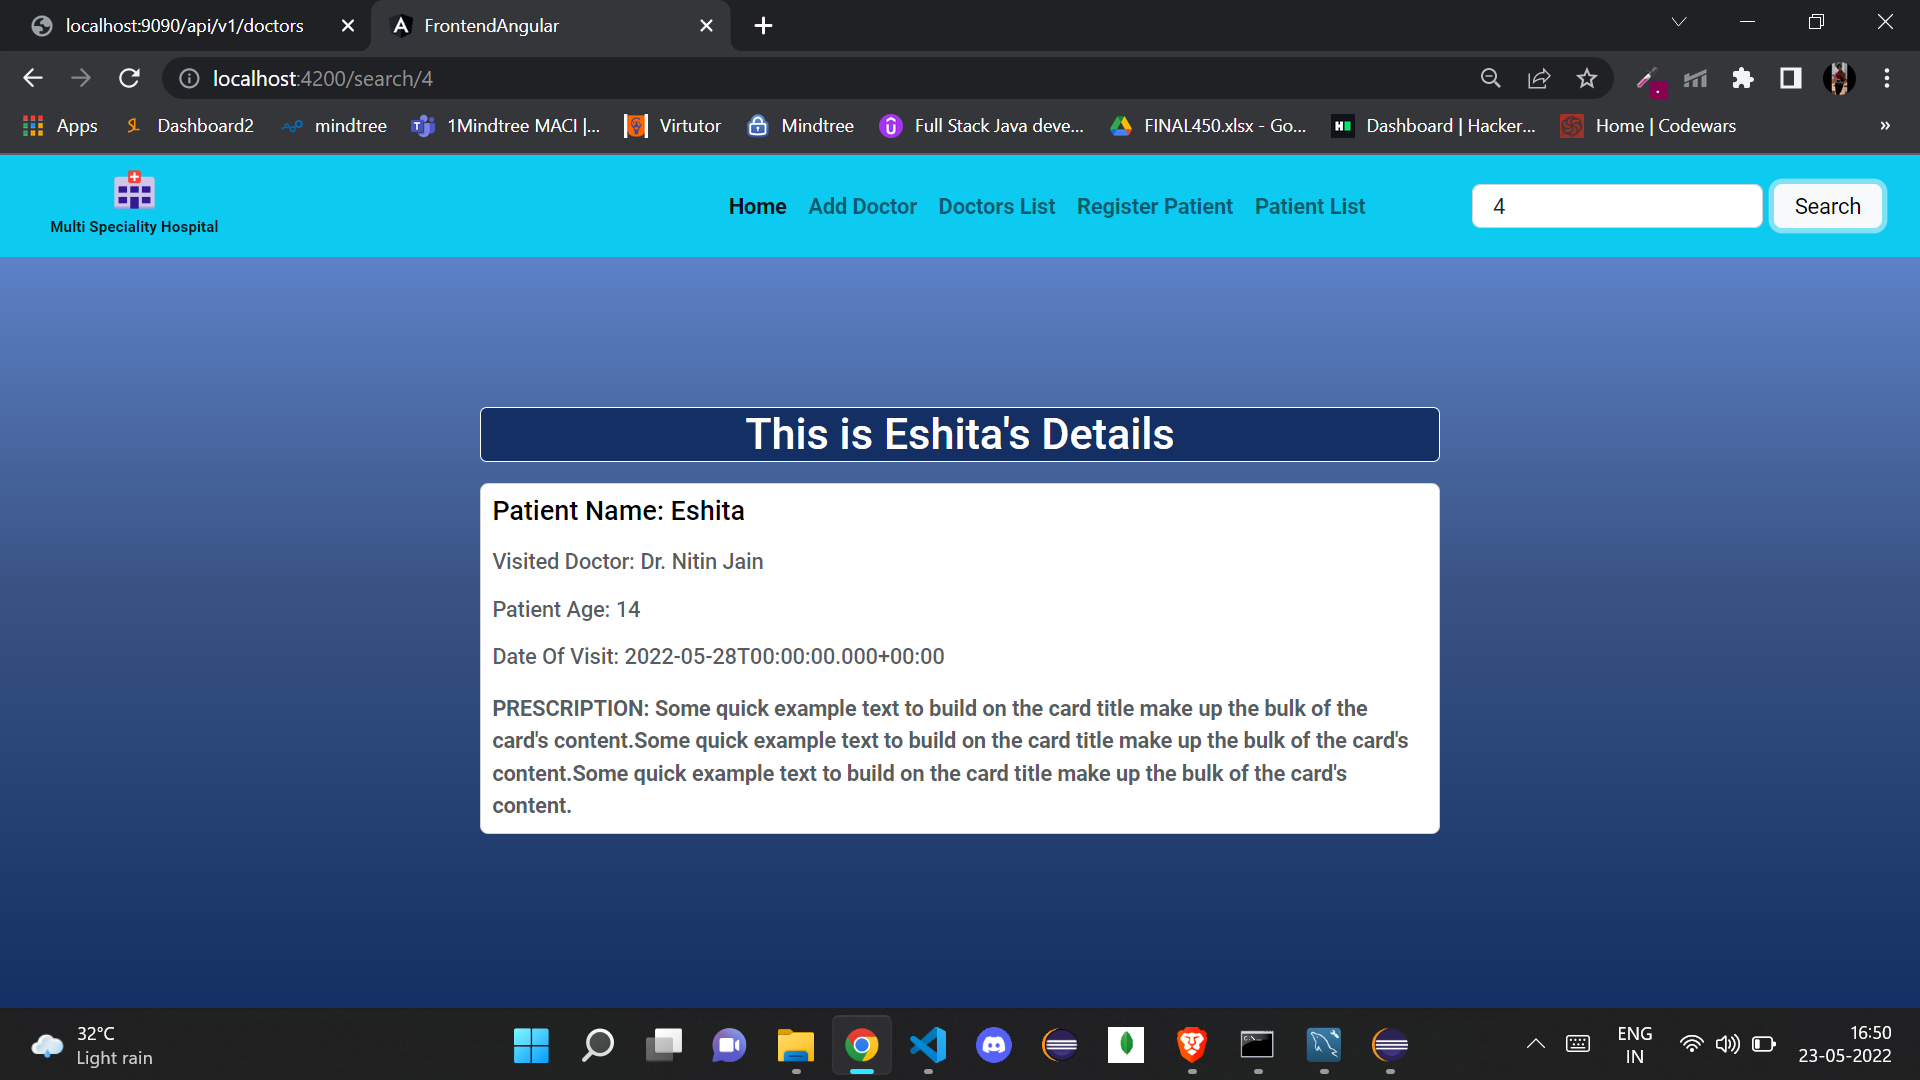 localhost:9090/api/v1/doctors
FrontendAngular
localhost:4200/search/4
Apps
Dashboard2
mindtree
1Mindtree MACI |...
Virtutor
Mindtree
Full Stack Java deve...
FINAL450.xlsx - Go...
Dashboard | Hacker...
Home | Codewars
»
Multi Speciality Hospital
Home
Add Doctor
Doctors List
Register Patient
Patient List
4
Search
This is Eshita's Details
Patient Name: Eshita
Visited Doctor: Dr. Nitin Jain
Patient Age: 14
Date Of Visit: 2022-05-28T00:00:00.000+00:00
PRESCRIPTION: Some quick example text to build on the card title make up the bulk of the
card's content.Some quick example text to build on the card title make up the bulk of the card's
content.Some quick example text to build on the card title make up the bulk of the card's
content.
32°C
Light rain
ENG
IN
16:50
23-05-2022